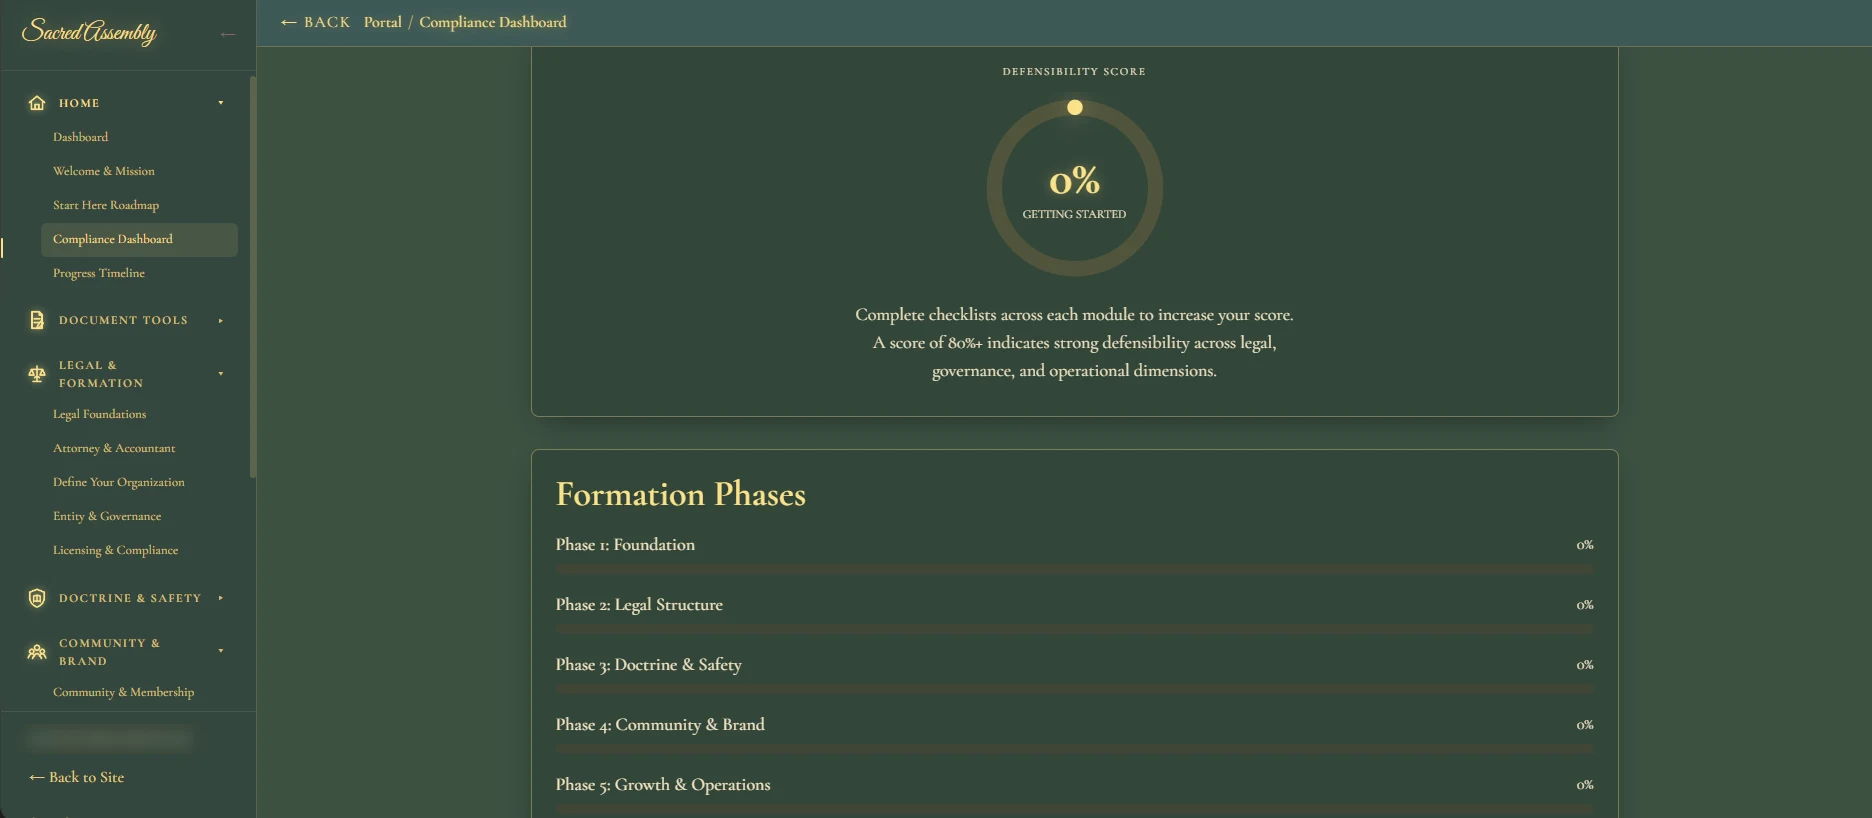 Sacred Assembly
←
HOME
Dashboard
Welcome & Mission
Start Here Roadmap
Compliance Dashboard
Progress Timeline
DOCUMENT TOOLS
LEGAL &
FORMATION
Legal Foundations
Attorney & Accountant
Define Your Organization
Entity & Governance
Licensing & Compliance
DOCTRINE & SAFETY
COMMUNITY &
BRAND
Community & Membership
← Back to Site
← BACK Portal / Compliance Dashboard
DEFENSIBILITY SCORE
0%
GETTING STARTED
Complete checklists across each module to increase your score.
A score of 80%+ indicates strong defensibility across legal,
governance, and operational dimensions.
Formation Phases
Phase 1: Foundation 0%
Phase 2: Legal Structure 0%
Phase 3: Doctrine & Safety 0%
Phase 4: Community & Brand 0%
Phase 5: Growth & Operations 0%